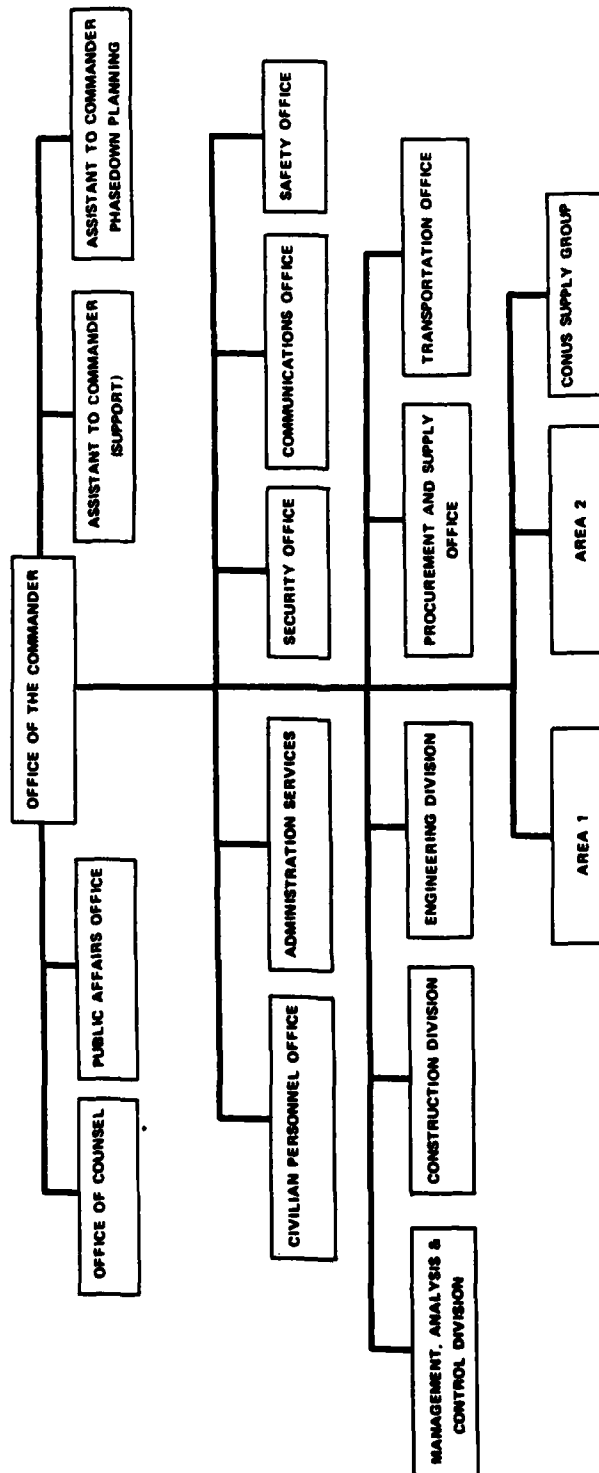 OFFICE OF THE COMMANDER
OFFICE OF COUNSEL
PUBLIC AFFAIRS OFFICE
ASSISTANT TO COMMANDER
(SUPPORT)
ASSISTANT TO COMMANDER
PHASEDOWN PLANNING
CIVILIAN PERSONNEL OFFICE
ADMINISTRATION SERVICES
SECURITY OFFICE
COMMUNICATIONS OFFICE
SAFETY OFFICE
MANAGEMENT, ANALYSIS &
CONTROL DIVISION
CONSTRUCTION DIVISION
ENGINEERING DIVISION
PROCUREMENT AND SUPPLY
OFFICE
TRANSPORTATION OFFICE
AREA 1
AREA 2
CONUS SUPPLY GROUP